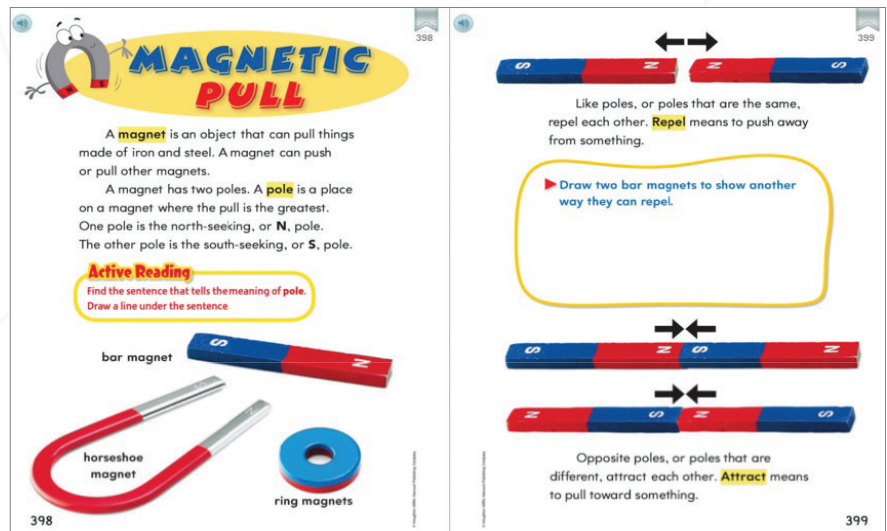 398
MAGNETIC
PULL
N S
A magnet is an object that can pull things
made of iron and steel. A magnet can push
or pull other magnets.
A magnet has two poles. A pole is a place
on a magnet where the pull is the greatest.
One pole is the north-seeking, or N, pole.
The other pole is the south-seeking, or S, pole.
Active Reading
Find the sentence that tells themeaning of pole.
Draw a line under the sentence
bar magnet
S N
horseshoe
magnet
ring magnets
398
399
S N N S
Like poles, or poles that are the same,
repel each other. Repel means to push away
from something.
Draw two bar magnets to show another
way they can repel.
S N S N
N S N S
Opposite poles, or poles that are
different, attract each other. Attract means
to pull toward something.
399